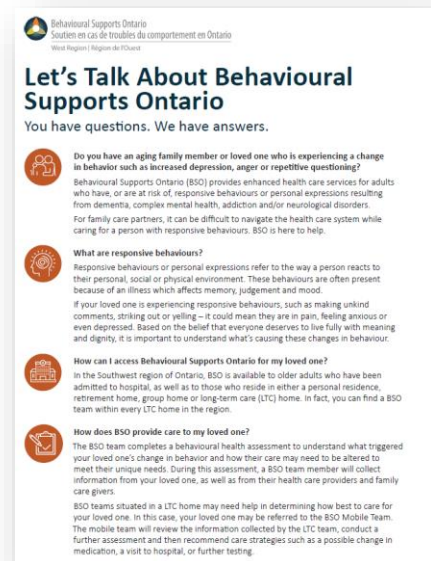 Behavioural Supports Ontario
Soutien en cas de troubles du comportement en Ontario
West Region | Région de l'Ouest
Let's Talk About Behavioural
Supports Ontario
You have questions. We have answers.
Do you have an aging family member or loved one who is experiencing a change
in behavior such as increased depression, anger or repetitive questioning?
Behavioural Supports Ontario (BSO) provides enhanced health care services for adults
who have, or are at risk of, responsive behaviours or personal expressions resulting
from dementia, complex mental health, addiction and/or neurological disorders.
For family care partners, it can be difficult to navigate the health care system while
caring for a person with responsive behaviours. BSO is here to help.
What are responsive behaviours?
Responsive behaviours or personal expressions refer to the way a person reacts to
their personal, social or physical environment. These behaviours are often present
because of an illness which affects memory, judgement and mood.
If your loved one is experiencing responsive behaviours, such as making unkind
comments, striking out or yelling – it could mean they are in pain, feeling anxious or
even depressed. Based on the belief that everyone deserves to live fully with meaning
and dignity, it is important to understand what's causing these changes in behaviour.
How can I access Behavioural Supports Ontario for my loved one?
In the Southwest region of Ontario, BSO is available to older adults who have been
admitted to hospital, as well as to those who reside in either a personal residence,
retirement home, group home or long-term care (LTC) home. In fact, you can find a BSO
team within every LTC home in the region.
How does BSO provide care to my loved one?
The BSO team completes a behavioural health assessment to understand what triggered
your loved one's change in behavior and how their care may need to be altered to
meet their unique needs. During this assessment, a BSO team member will collect
information from your loved one, as well as from their health care providers and family
care givers.
BSO teams situated in a LTC home may need help in determining how best to care for
your loved one. In this case, your loved one may be referred to the BSO Mobile Team.
The mobile team will review the information collected by the LTC team, conduct a
further assessment and then recommend care strategies such as a possible change in
medication, a visit to hospital, or further testing.